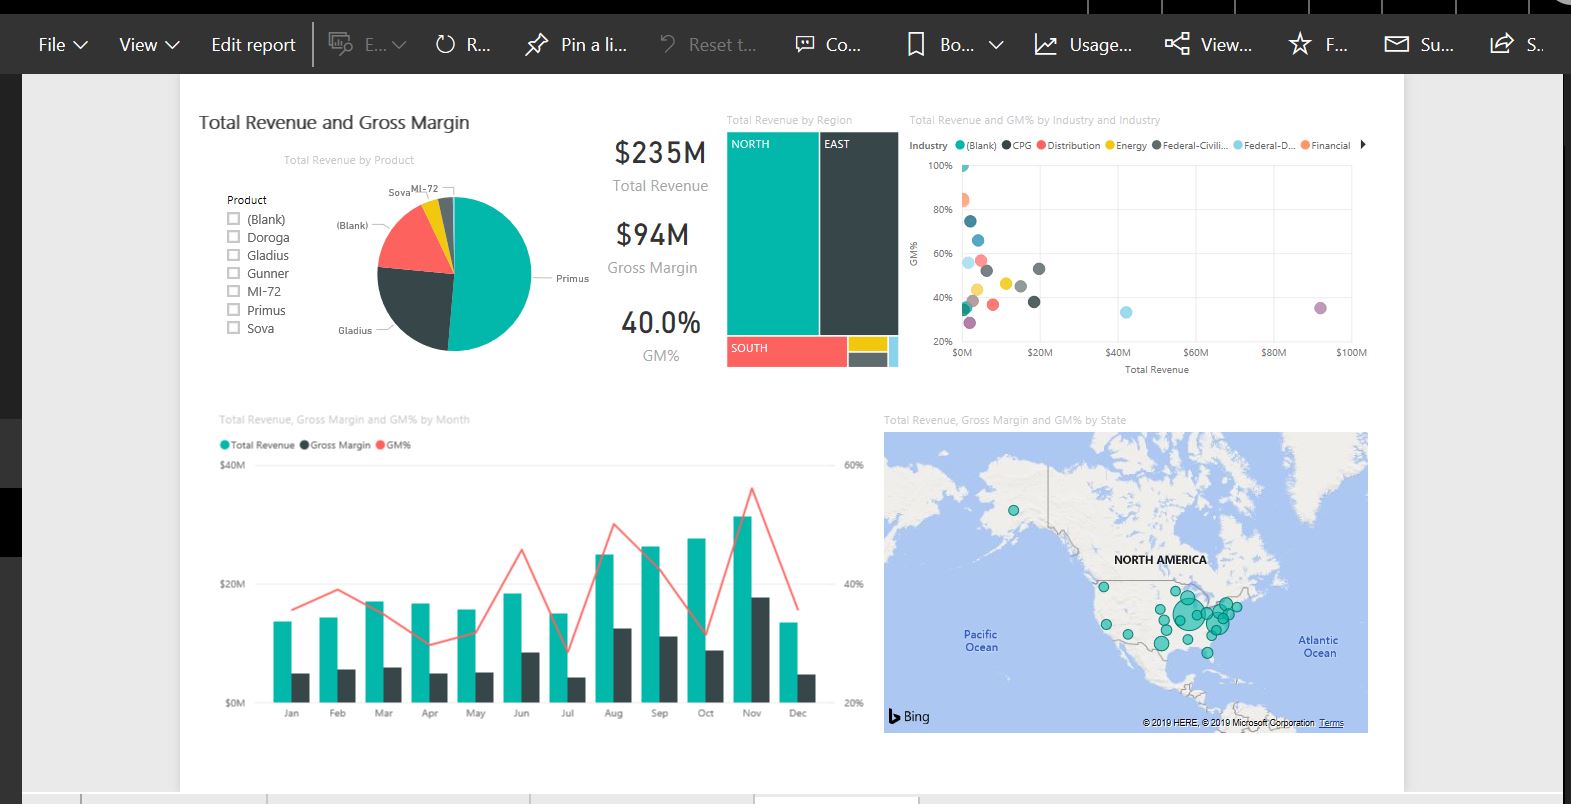 File View Edit report E... R... Pin a li... Reset t... Co... Bo... Usage... View... F... Su... S..
Total Revenue and Gross Margin
Total Revenue by Product
Product
(Blank)
Doroga
Gladius
Gunner
MI-72
Primus
Sova
Sova MI-72
(Blank)
Primus
Gladius
$235M
Total Revenue
$94M
Gross Margin
40.0%
GM%
Total Revenue by Region
NORTH EAST
SOUTH
Total Revenue and GM% by Industry and Industry
Industry (Blank) CPG Distribution Energy Federal-Civili... Federal-D... Financial
100%
80%
60%
40%
20%
GM%
$0M $20M $40M $60M $80M $100M
Total Revenue
Total Revenue, Gross Margin and GM% by Month
Total Revenue Gross Margin GM%
$40M 60%
$20M 40%
$0M 20%
Jan Feb Mar Apr May Jun Jul Aug Sep Oct Nov Dec
Total Revenue, Gross Margin and GM% by State
NORTH AMERICA
Pacific
Ocean
Atlantic
Ocean
Bing
© 2019 HERE, © 2019 Microsoft Corporation Terms